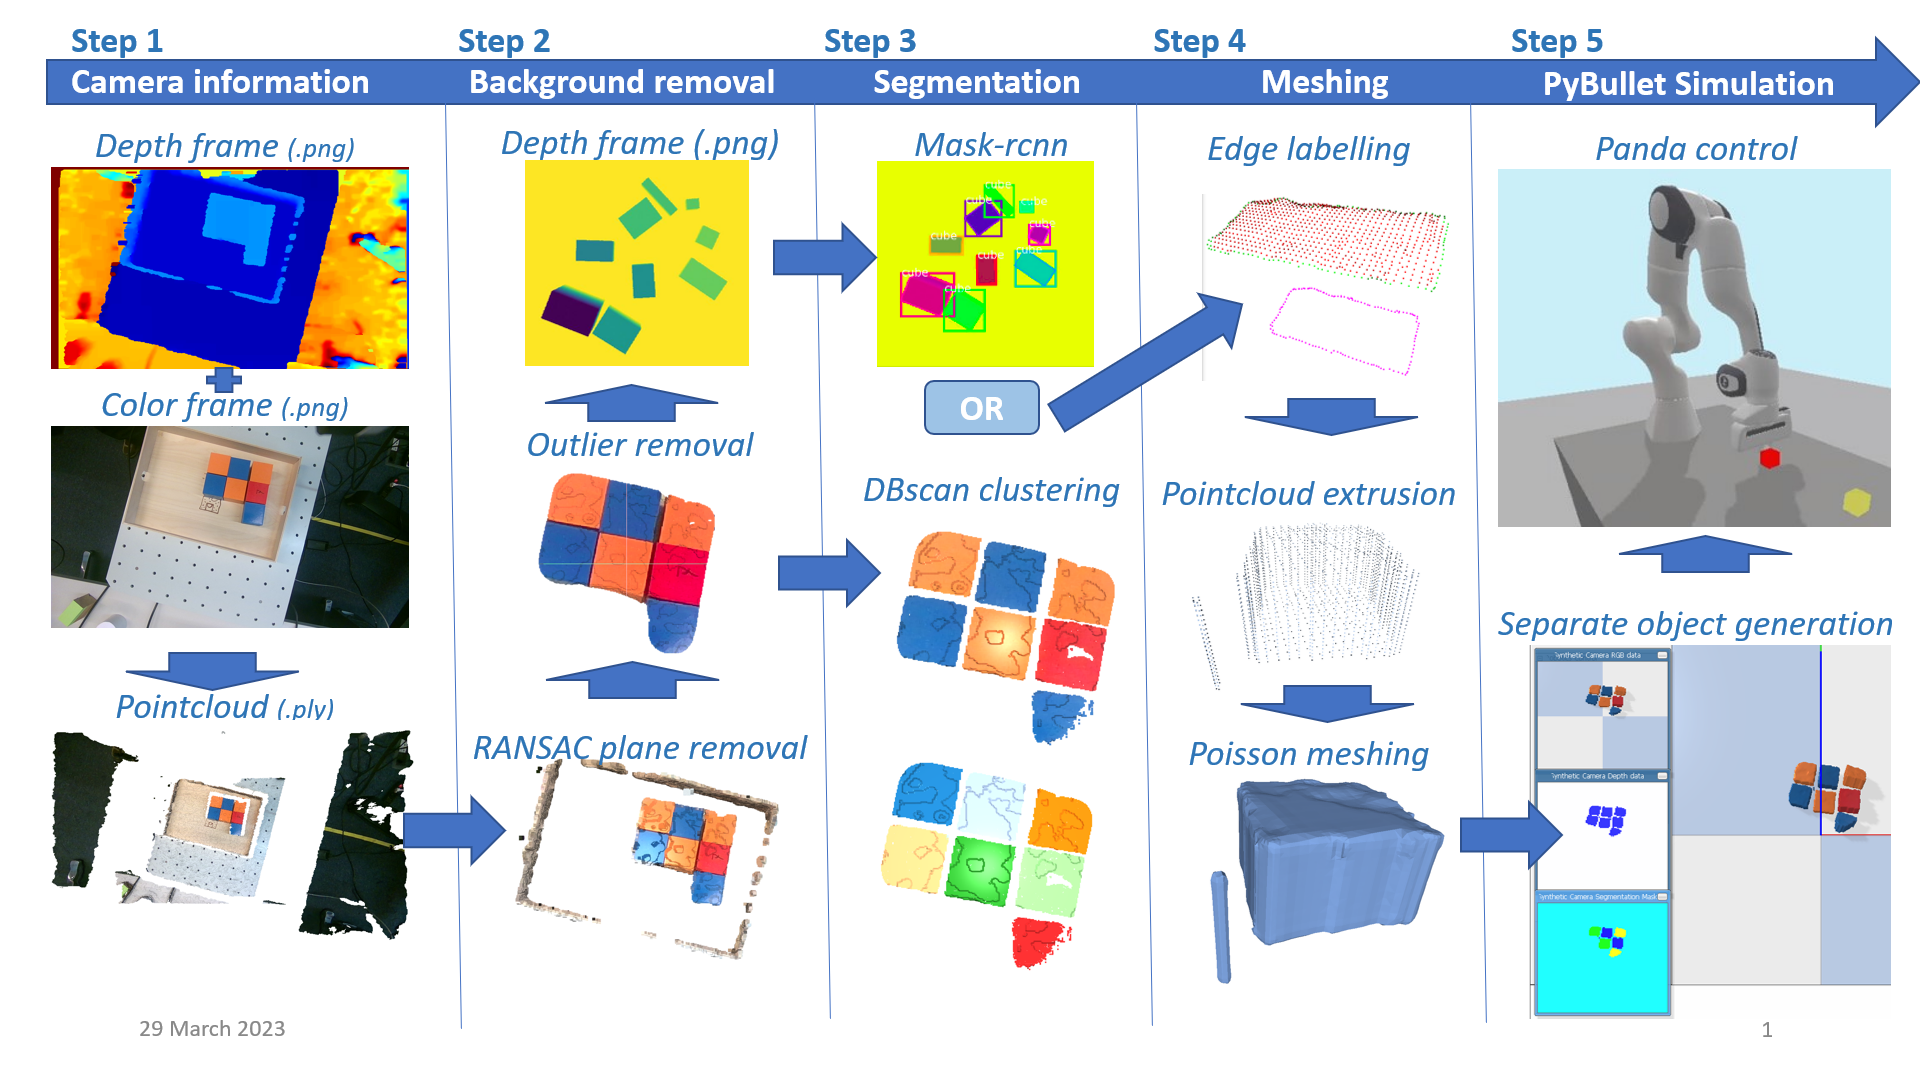 Step 1
Camera information
Depth frame (.png)
Color frame (.png)
Pointcloud (.ply)
Step 2
Background removal
Depth frame (.png)
Outlier removal
RANSAC plane removal
Step 3
Segmentation
Mask-rcnn
cube
cube
cube
cube
cube
cube
cube
cube
OR
DBscan clustering
Step 4
Meshing
Edge labelling
Pointcloud extrusion
Poisson meshing
Step 5
PyBullet Simulation
Panda control
Separate object generation
ynthetic Camera RGB data
ynthetic Camera Depth data
ynthetic Camera Segmentation Mask
29 March 2023
1